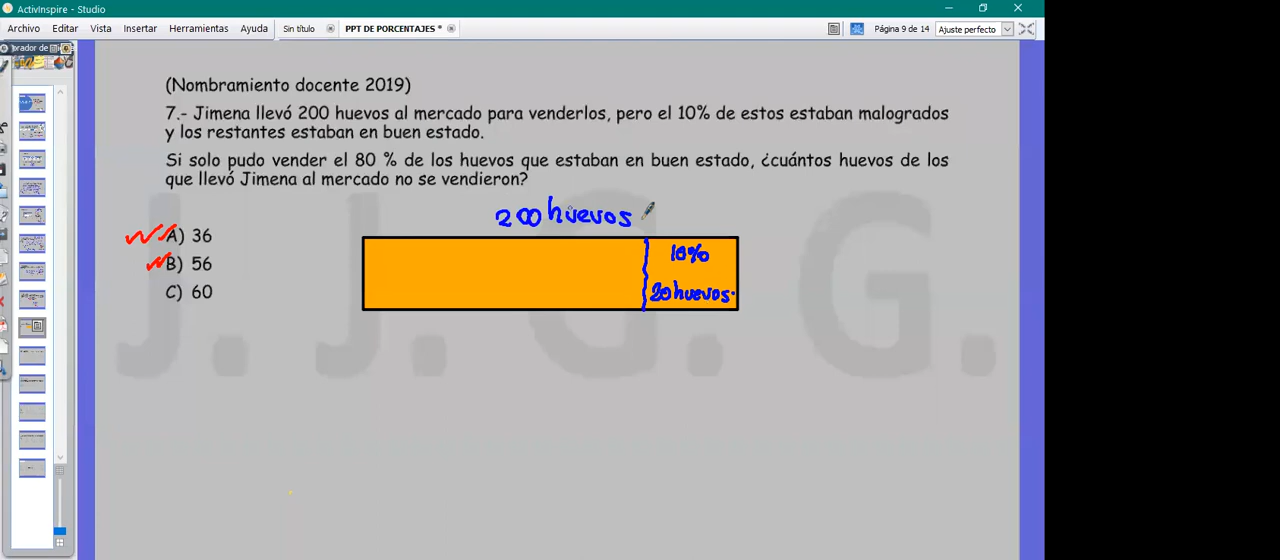 ActivInspire - Studio
Archivo Editar Vista Insertar Herramientas Ayuda Sin título PPT DE PORCENTAJES * Página 9 de 14 Ajuste perfecto
orador de
(Nombramiento docente 2019)
7.- Jimena llevó 200 huevos al mercado para venderlos, pero el 10% de estos estaban malogrados
y los restantes estaban en buen estado.
Si solo pudo vender el 80 % de los huevos que estaban en buen estado, ¿cuántos huevos de los
que llevó Jimena al mercado no se vendieron?
200 huevos
A) 36
10%
B) 56
20 huevos.
C) 60
J. J. G. G.